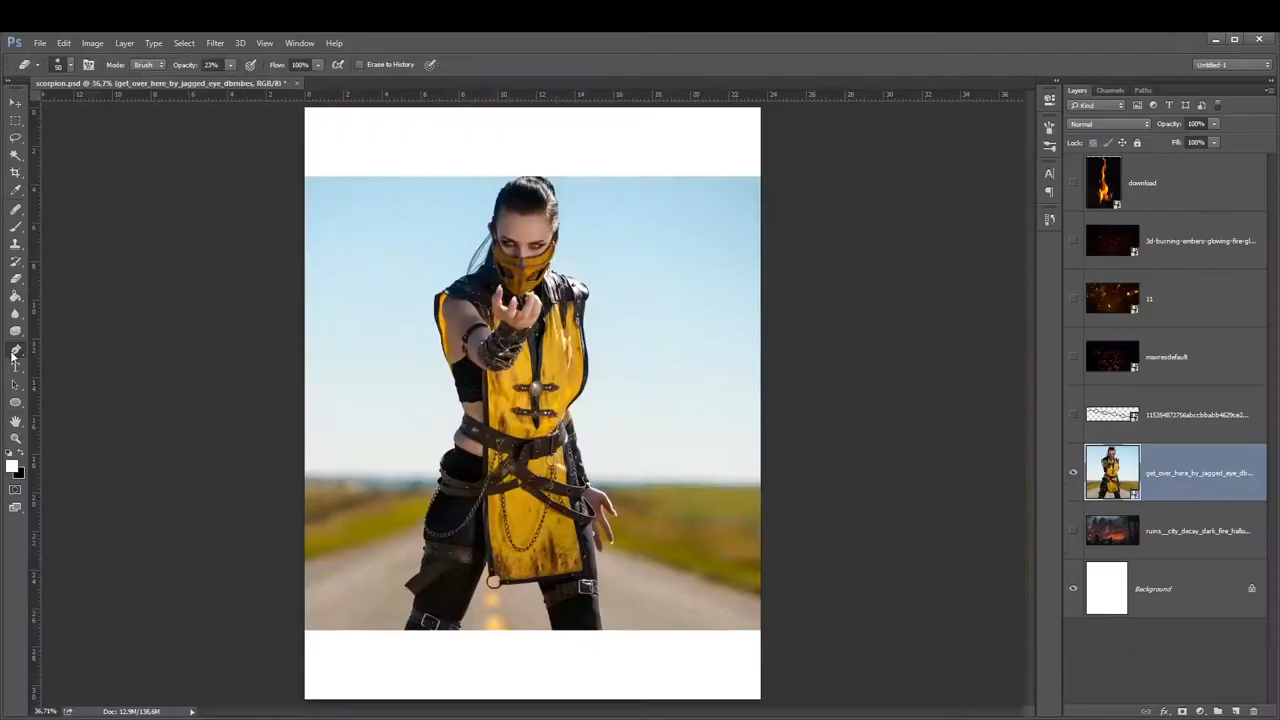 Ps File Edit Image Layer Type Select Filter 3D View Window Help
50 Mode: Brush Opacity: 23% Flow: 100% Erase to History Untitled-1
scorpion.psd @ 36,7% (get_over_here_by_jagged_eye_dbrnbes, RGB/8) * ×
Layers Channels Paths
Kind
Normal Opacity: 100%
Lock: Fill: 100%
download
3d-burning-embers-glowing-fire-gl...
11
maxresdefault
get_over_here_by_jagged_eye_db...
ruins__city_decay_dark_fire_hallo...
Background
36,71% Doc: 12,9M/138,6M